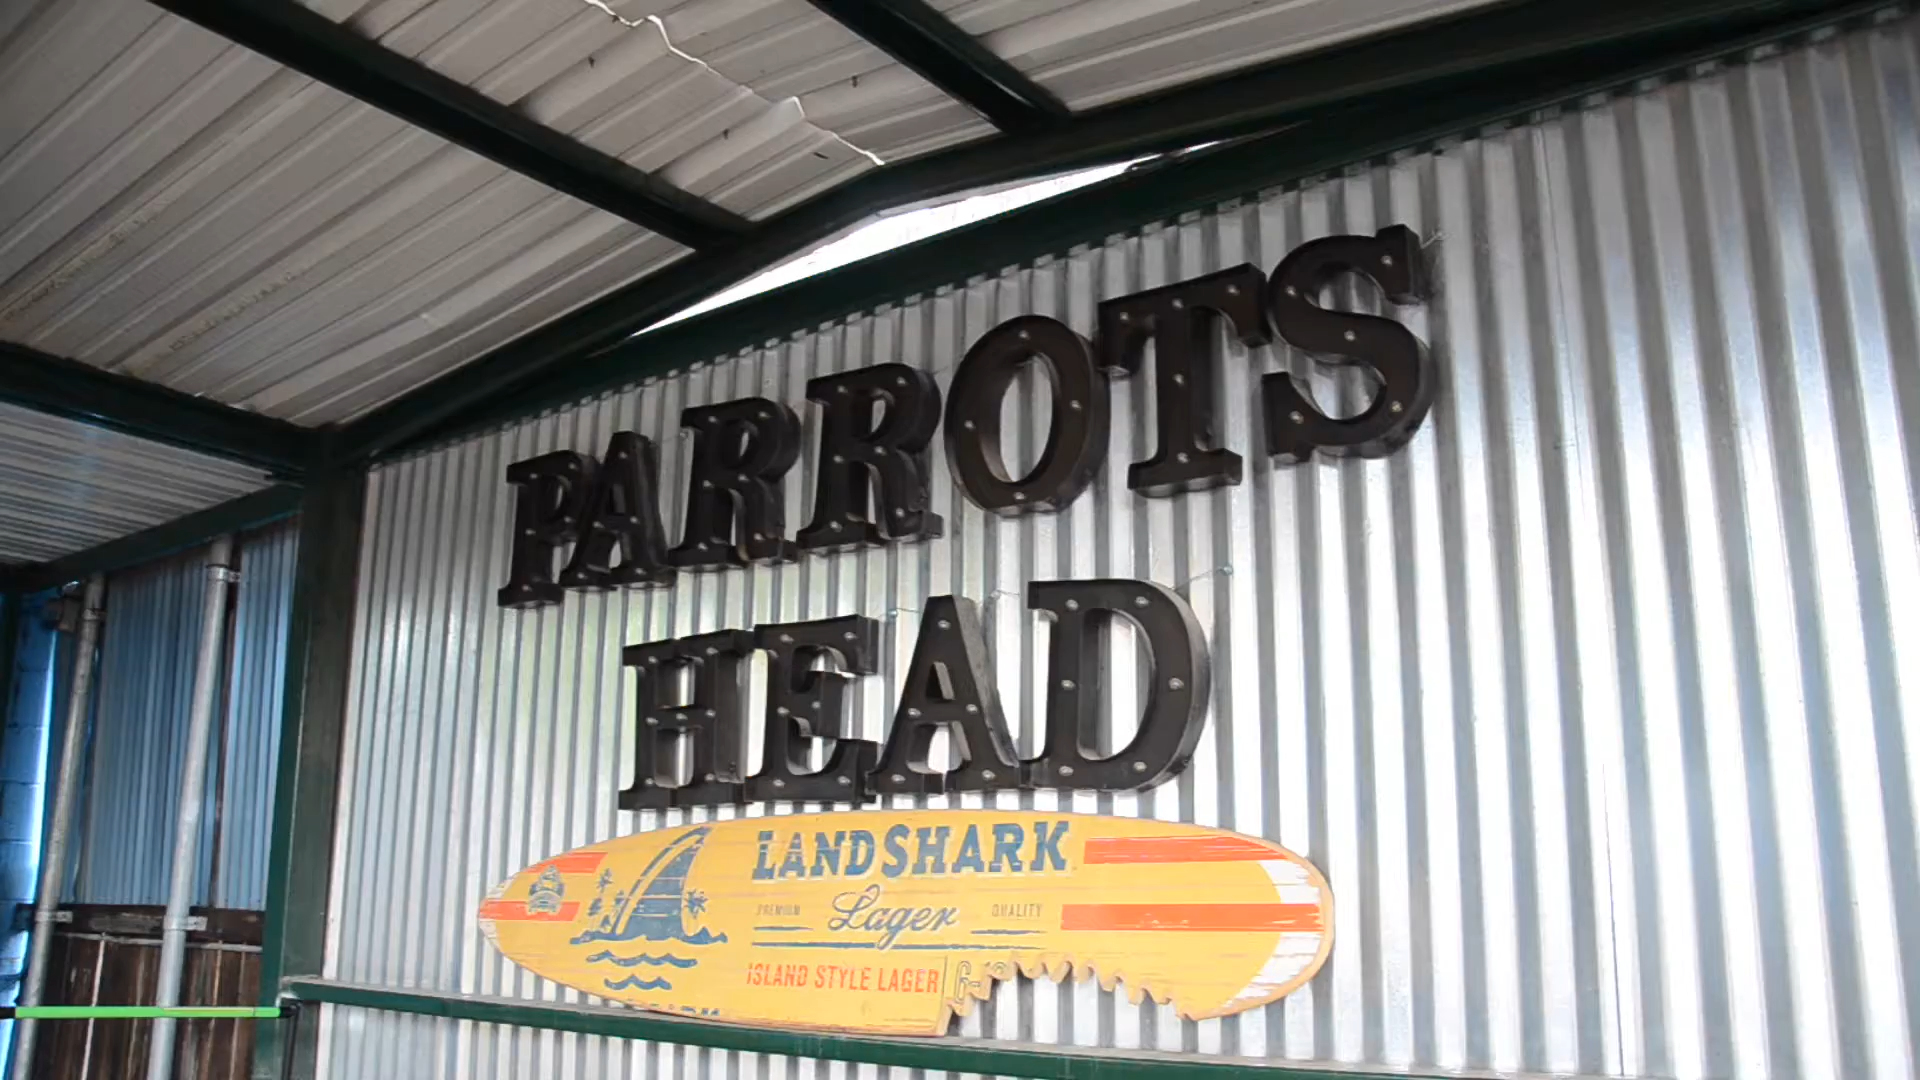 PARROTS
HEAD
LANDSHARK
PREMIUM Lager QUALITY
ISLAND STYLE LAGER